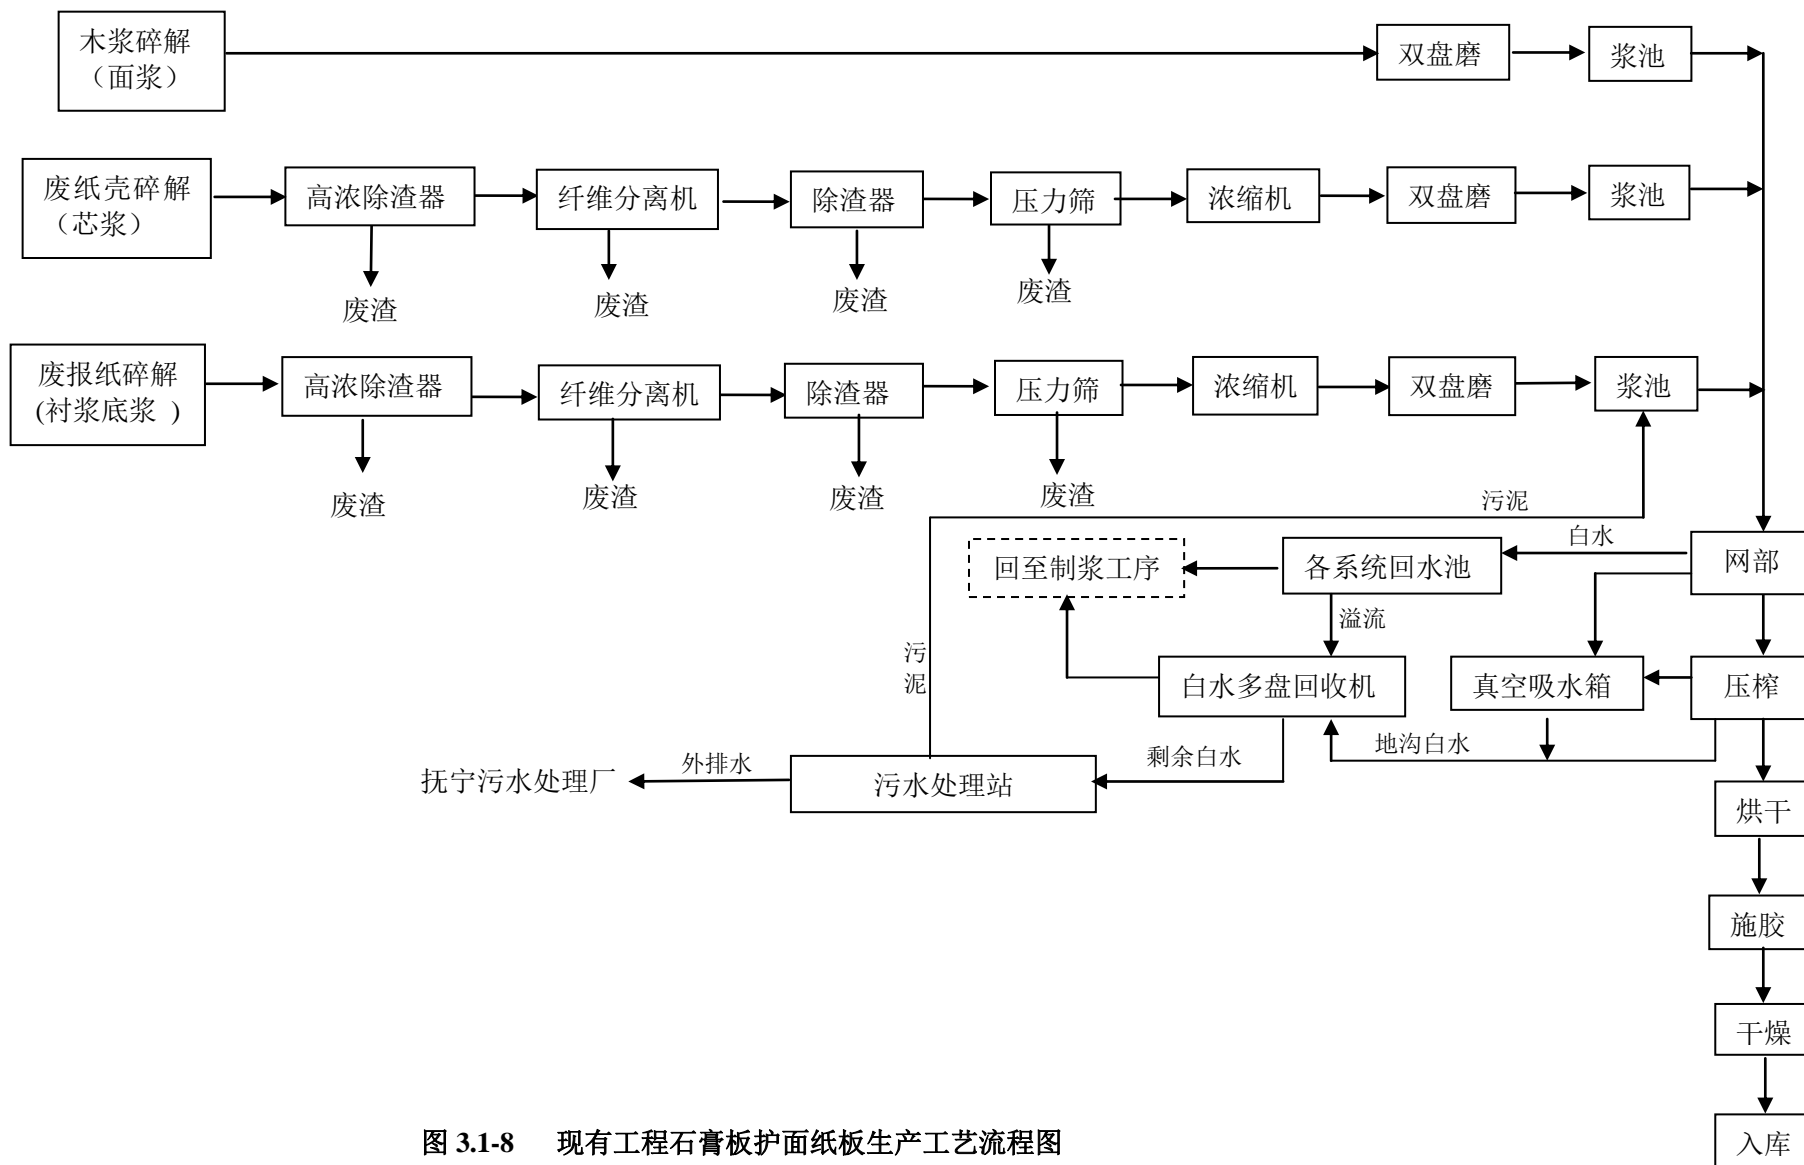 木浆碎解
（面浆）
双盘磨
浆池
废纸壳碎解
（芯浆）
高浓除渣器
纤维分离机
除渣器
压力筛
浓缩机
双盘磨
浆池
废渣
废渣
废渣
废渣
废报纸碎解
(衬浆底浆 )
高浓除渣器
纤维分离机
除渣器
压力筛
浓缩机
双盘磨
浆池
废渣
废渣
废渣
废渣
污泥
白水
回至制浆工序
各系统回水池
网部
溢流
污
泥
白水多盘回收机
真空吸水箱
压榨
地沟白水
剩余白水
外排水
抚宁污水处理厂
污水处理站
烘干
施胶
干燥
入库
图 3.1-8 现有工程石膏板护面纸板生产工艺流程图